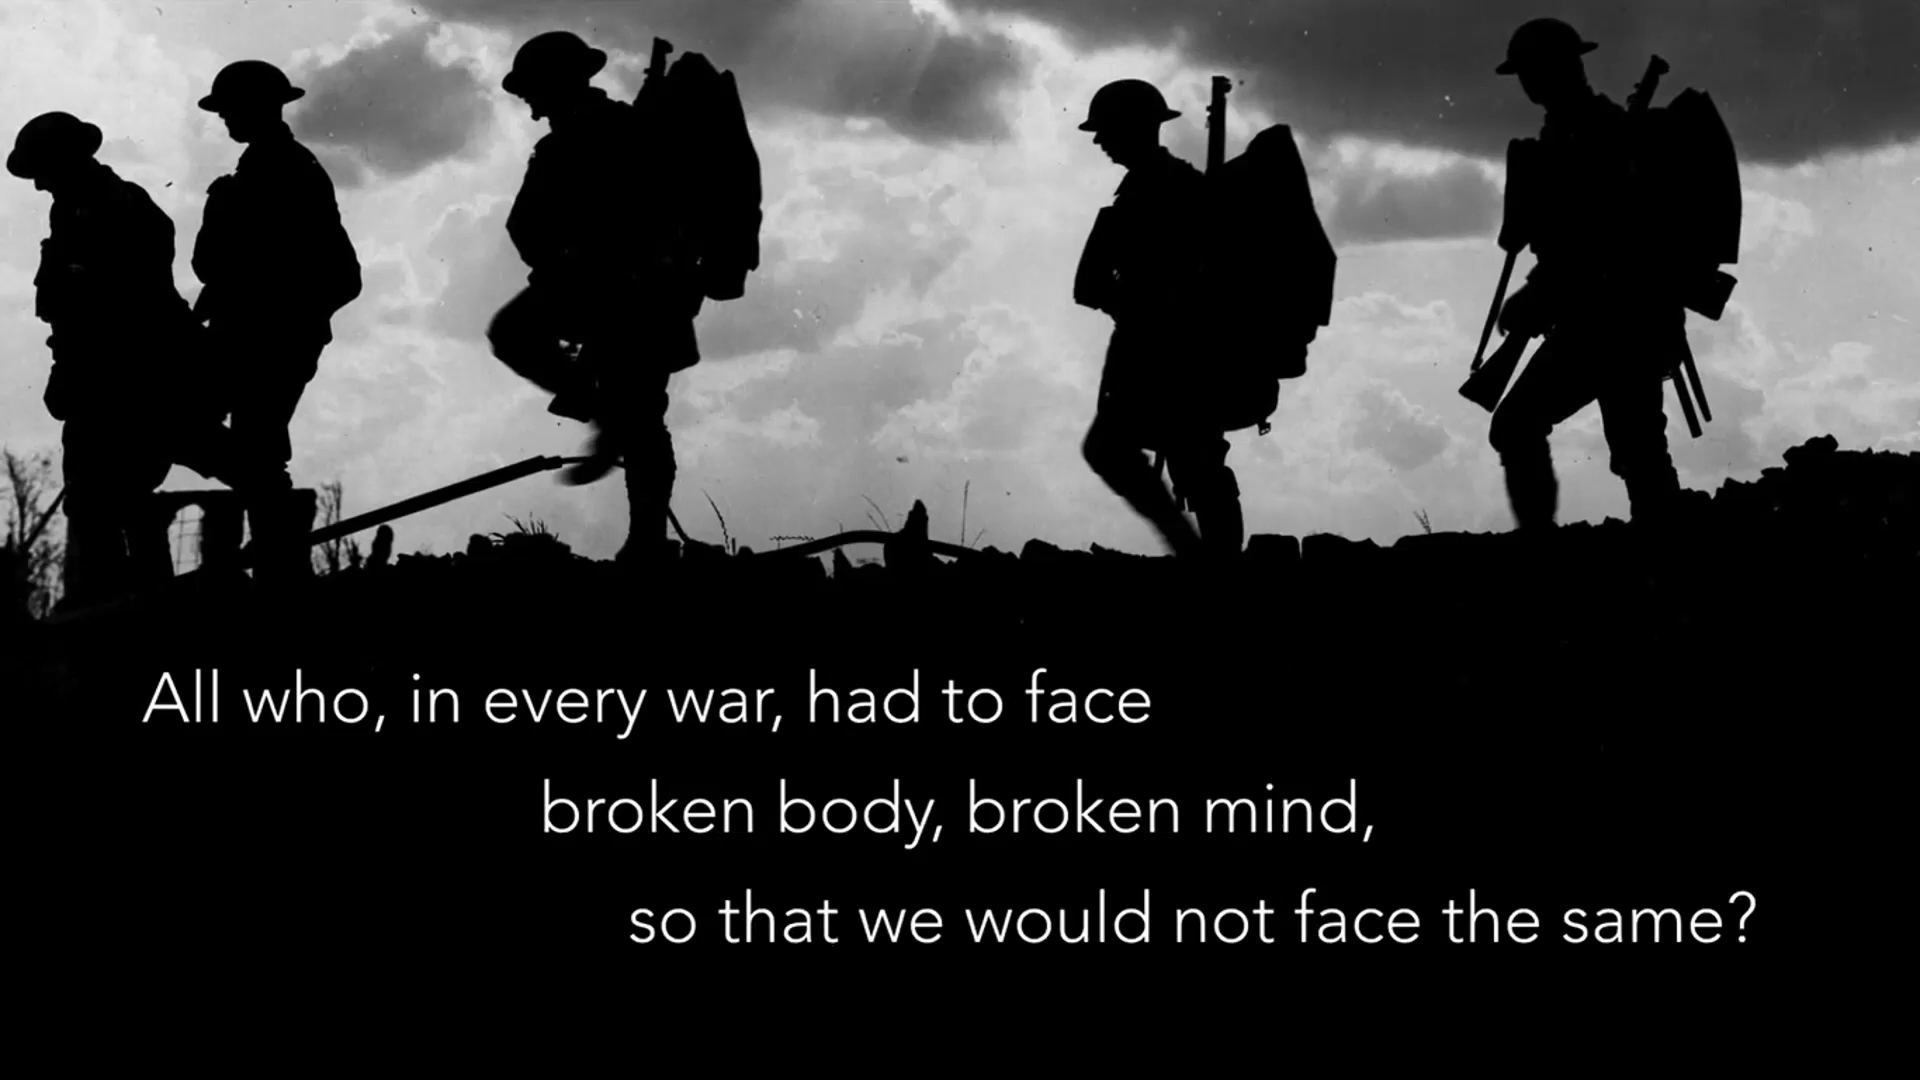 All who, in every war, had to face
broken body, broken mind,
so that we would not face the same?